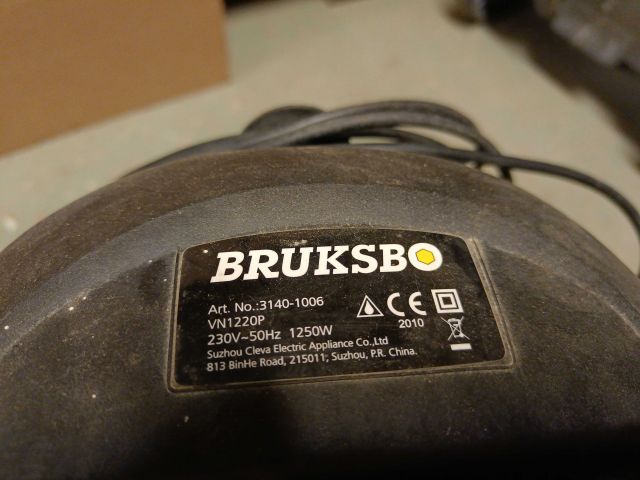 BRUKSBO
Art. No.:3140-1006
VN1220P
230V~50Hz 1250W
Suzhou Cleva Electric Appliance Co.,Ltd
813 BinHe Road, 215011, Suzhou, P.R. China.
CE
2010